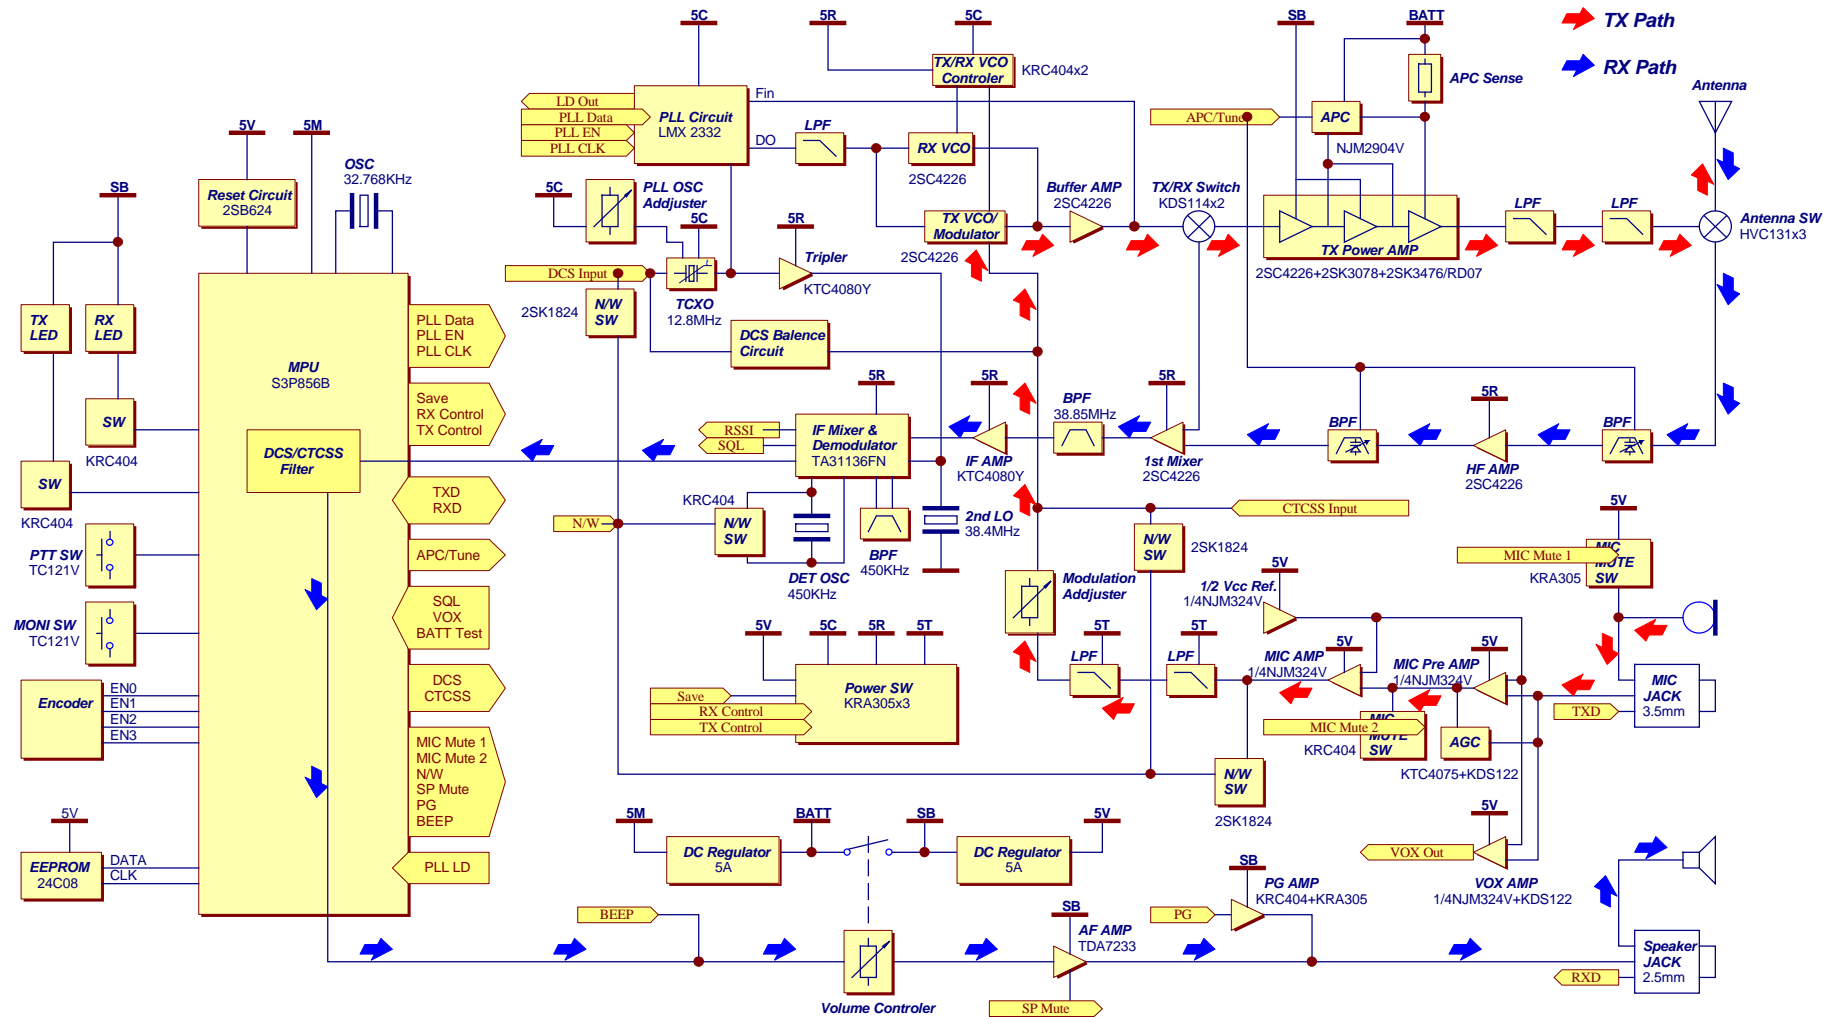 5C
5R
5C
SB
BATT
TX Path
RX Path
TX/RX VCO
Controler
KRC404x2
APC Sense
Antenna
LD Out
PLL Data
PLL EN
PLL CLK
PLL Circuit
LMX 2332
Fin
DO
LPF
RX VCO
2SC4226
APC/Tune
APC
NJM2904V
5V
5M
OSC
32.768KHz
SB
Reset Circuit
2SB624
5C
PLL OSC
Addjuster
5C
5R
TX VCO/
Modulator
2SC4226
Buffer AMP
2SC4226
TX/RX Switch
KDS114x2
TX Power AMP
2SC4226+2SK3078+2SK3476/RD07
LPF
LPF
Antenna SW
HVC131x3
DCS Input
Tripler
KTC4080Y
TCXO
12.8MHz
2SK1824
N/W
SW
DCS Balence
Circuit
TX
LED
RX
LED
MPU
S3P856B
PLL Data
PLL EN
PLL CLK
Save
RX Control
TX Control
SW
KRC404
DCS/CTCSS
Filter
SW
KRC404
TXD
RXD
APC/Tune
SQL
VOX
BATT Test
DCS
CTCSS
MIC Mute 1
MIC Mute 2
N/W
SP Mute
PG
BEEP
PLL LD
PTT SW
TC121V
MONI SW
TC121V
Encoder
EN0
EN1
EN2
EN3
5V
EEPROM
24C08
DATA
CLK
5R
RSSI
SQL
IF Mixer &
Demodulator
TA31136FN
5R
IF AMP
KTC4080Y
BPF
38.85MHz
5R
1st Mixer
2SC4226
BPF
5R
HF AMP
2SC4226
BPF
N/W
KRC404
N/W
SW
DET OSC
450KHz
BPF
450KHz
2nd LO
38.4MHz
CTCSS Input
N/W
SW
2SK1824
Modulation
Addjuster
5V
1/2 Vcc Ref.
1/4NJM324V
5V
MIC Mute 1
MIC
MUTE
SW
KRA305
5V
5C
5R
5T
Save
RX Control
TX Control
Power SW
KRA305x3
5T
LPF
5T
LPF
5V
MIC AMP
1/4NJM324V
5V
MIC Pre AMP
1/4NJM324V
MIC Mute 2
MIC
MUTE
SW
KRC404
AGC
KTC4075+KDS122
TXD
MIC
JACK
3.5mm
N/W
SW
2SK1824
5M
DC Regulator
5A
BATT
SB
DC Regulator
5A
5V
5V
VOX Out
VOX AMP
1/4NJM324V+KDS122
BEEP
Volume Controler
SB
AF AMP
TDA7233
SP Mute
PG
SB
PG AMP
KRC404+KRA305
RXD
Speaker
JACK
2.5mm